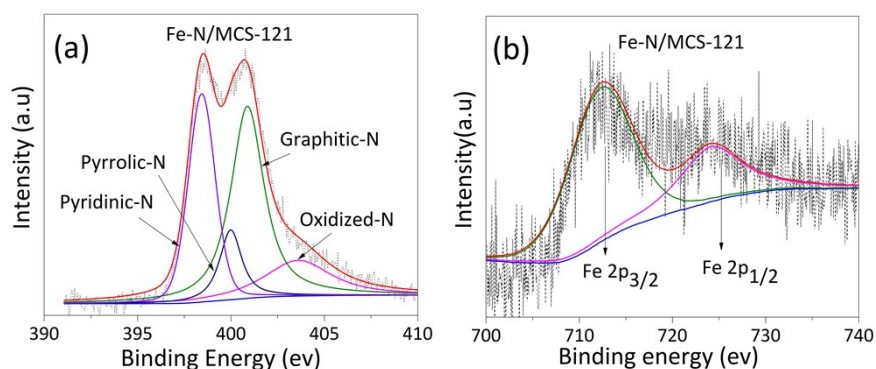 (a)
Fe-N/MCS-121
Intensity (a.u)
Pyrrolic-N
Pyridinic-N
Graphitic-N
Oxidized-N
390 395 400 405 410
Binding Energy (ev)
(b)
Fe-N/MCS-121
Intensity(a.u)
Fe 2p3/2
Fe 2p1/2
700 710 720 730 740
Binding energy (ev)